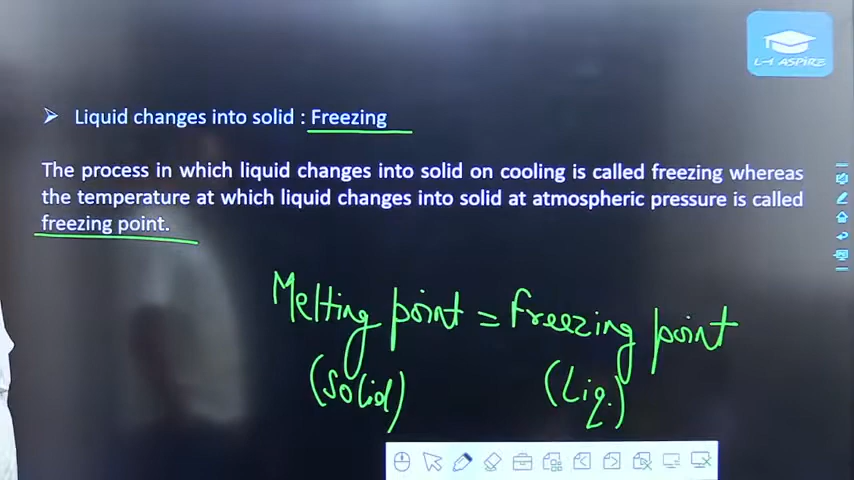 L-1 ASPIRE
➤ Liquid changes into solid : Freezing
The process in which liquid changes into solid on cooling is called freezing whereas
the temperature at which liquid changes into solid at atmospheric pressure is called
freezing point.
Melting point = Freezing point
(Solid) (Liq.)